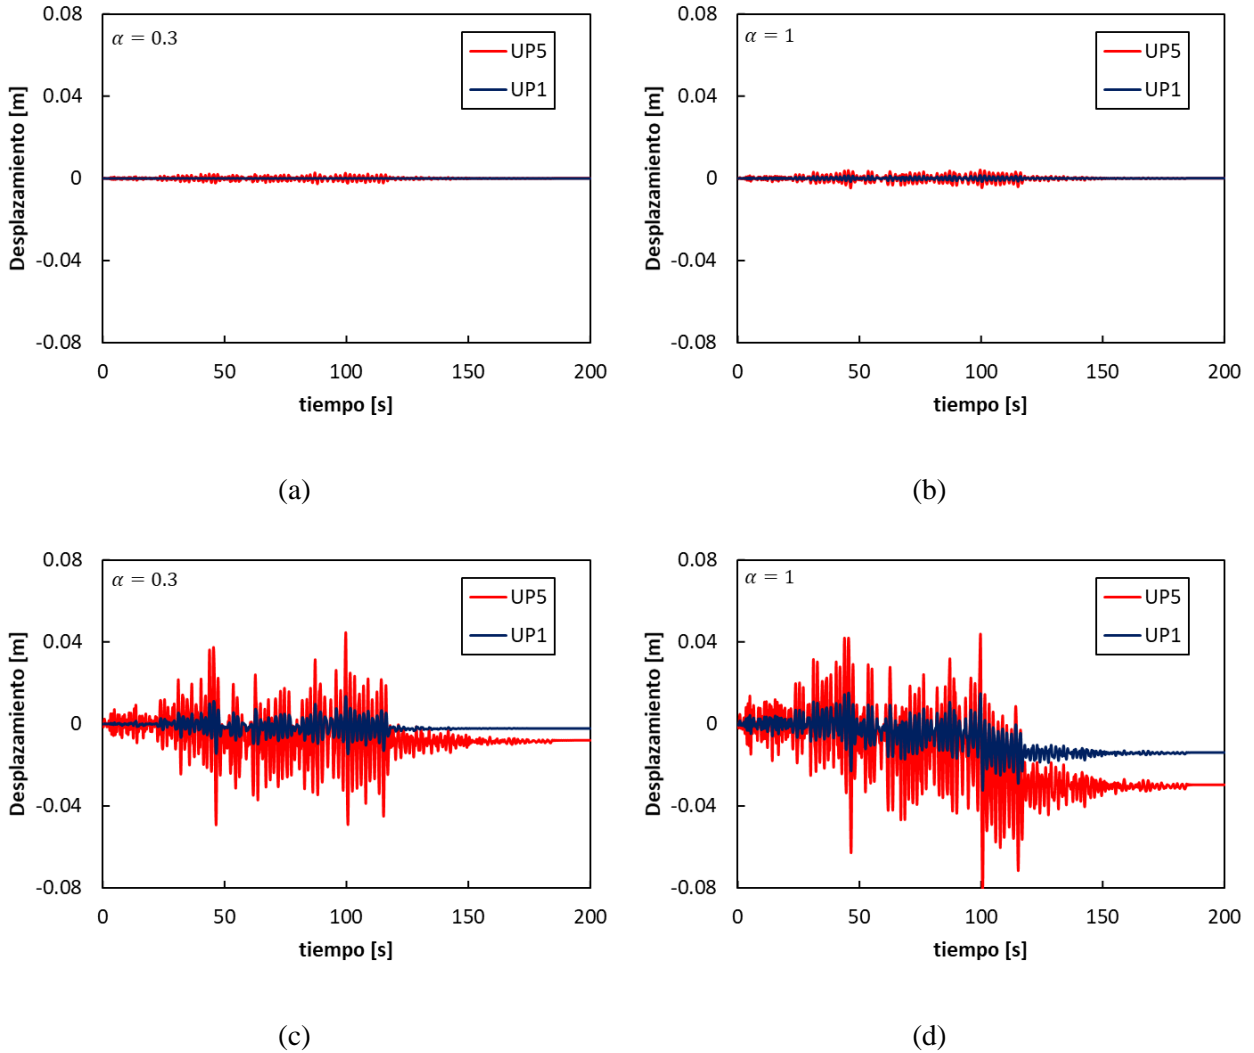 0.08
α = 0.3
UP5
UP1
0.04
0
-0.04
-0.08
Desplazamiento [m]
0 50 100 150 200
tiempo [s]
(a)
0.08
α = 1
UP5
UP1
0.04
0
-0.04
-0.08
Desplazamiento [m]
0 50 100 150 200
tiempo [s]
(b)
0.08
α = 0.3
UP5
UP1
0.04
0
-0.04
-0.08
Desplazamiento [m]
0 50 100 150 200
tiempo [s]
(c)
0.08
α = 1
UP5
UP1
0.04
0
-0.04
-0.08
Desplazamiento [m]
0 50 100 150 200
tiempo [s]
(d)